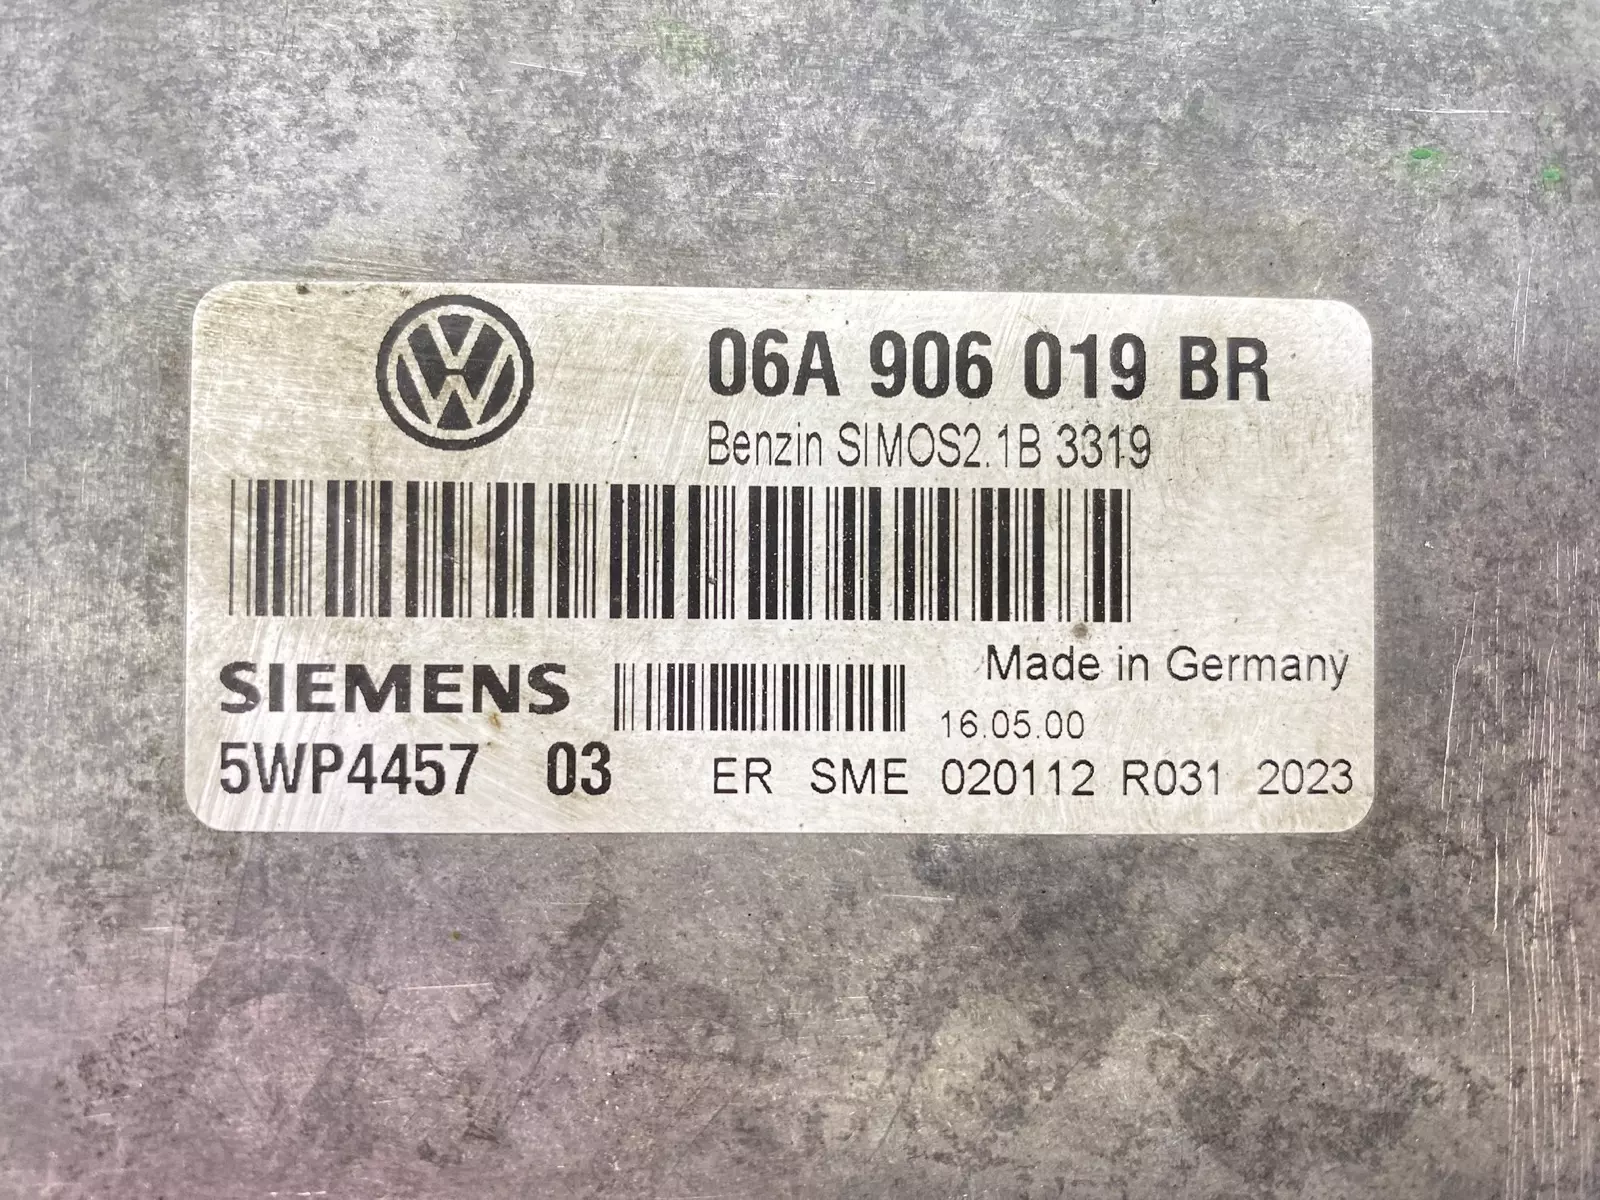 06A 906 019 BR
Benzin SIMOS2.1B 3319
Made in Germany
SIEMENS
16.05.00
5WP4457 03 ER SME 020112 R031 2023